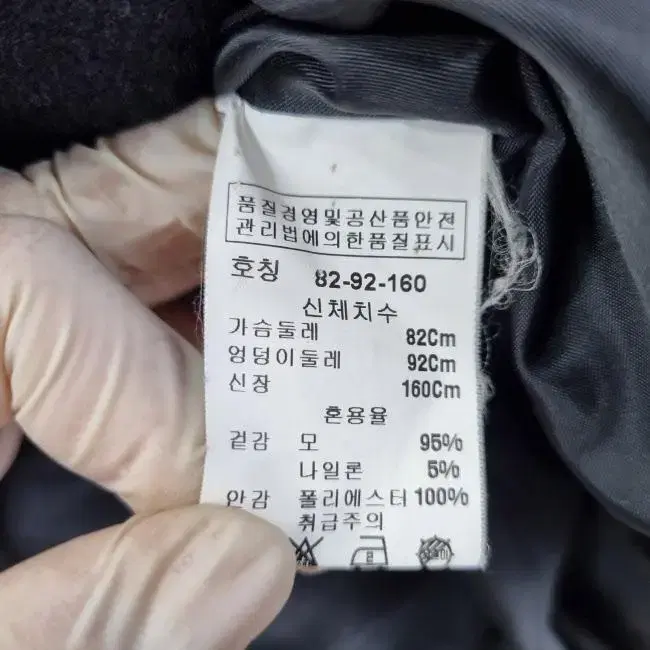 품질경영및공산품안전
관리법에의한품질표시
호칭 82-92-160
신체치수
가슴둘레 82Cm
엉덩이둘레 92Cm
신장 160Cm
혼용율
겉감 모 95%
나일론 5%
안감 폴리에스터 100%
취급주의